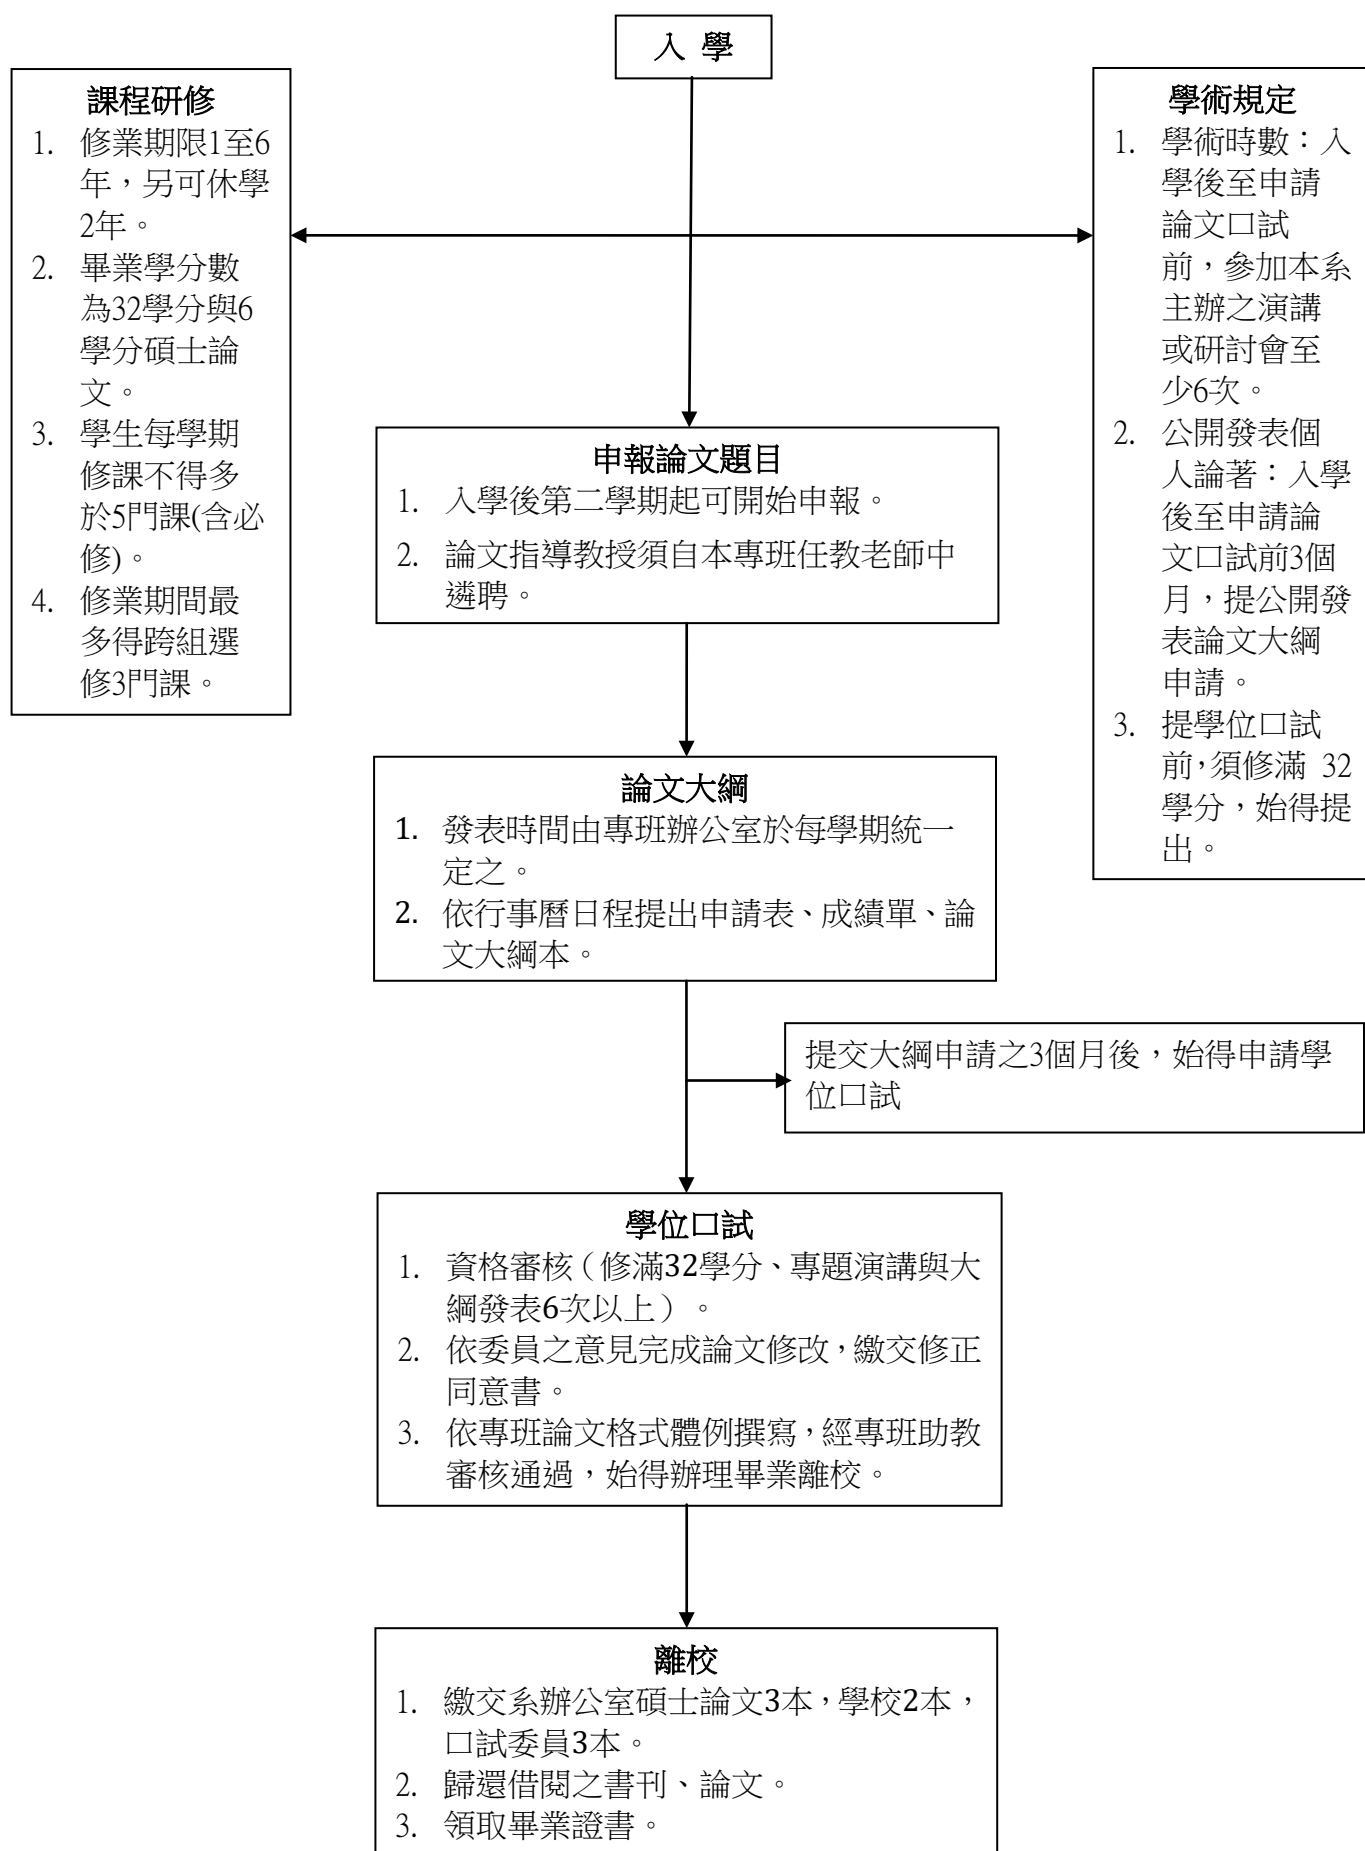 入 學
課程研修
1. 修業期限1至6
年，另可休學
2年。
2. 畢業學分數
為32學分與6
學分碩士論
文。
3. 學生每學期
修課不得多
於5門課(含必
修)。
4. 修業期間最
多得跨組選
修3門課。
學術規定
1. 學術時數：入
學後至申請
論文口試
前，參加本系
主辦之演講
或研討會至
少6次。
2. 公開發表個
人論著：入學
後至申請論
文口試前3個
月，提公開發
表論文大綱
申請。
3. 提學位口試
前，須修滿 32
學分，始得提
出。
申報論文題目
1. 入學後第二學期起可開始申報。
2. 論文指導教授須自本專班任教老師中
遴聘。
論文大綱
1. 發表時間由專班辦公室於每學期統一
定之。
2. 依行事曆日程提出申請表、成績單、論
文大綱本。
提交大綱申請之3個月後，始得申請學
位口試
學位口試
1. 資格審核（修滿32學分、專題演講與大
綱發表6次以上）。
2. 依委員之意見完成論文修改，繳交修正
同意書。
3. 依專班論文格式體例撰寫，經專班助教
審核通過，始得辦理畢業離校。
離校
1. 繳交系辦公室碩士論文3本，學校2本，
口試委員3本。
2. 歸還借閱之書刊、論文。
3. 領取畢業證書。